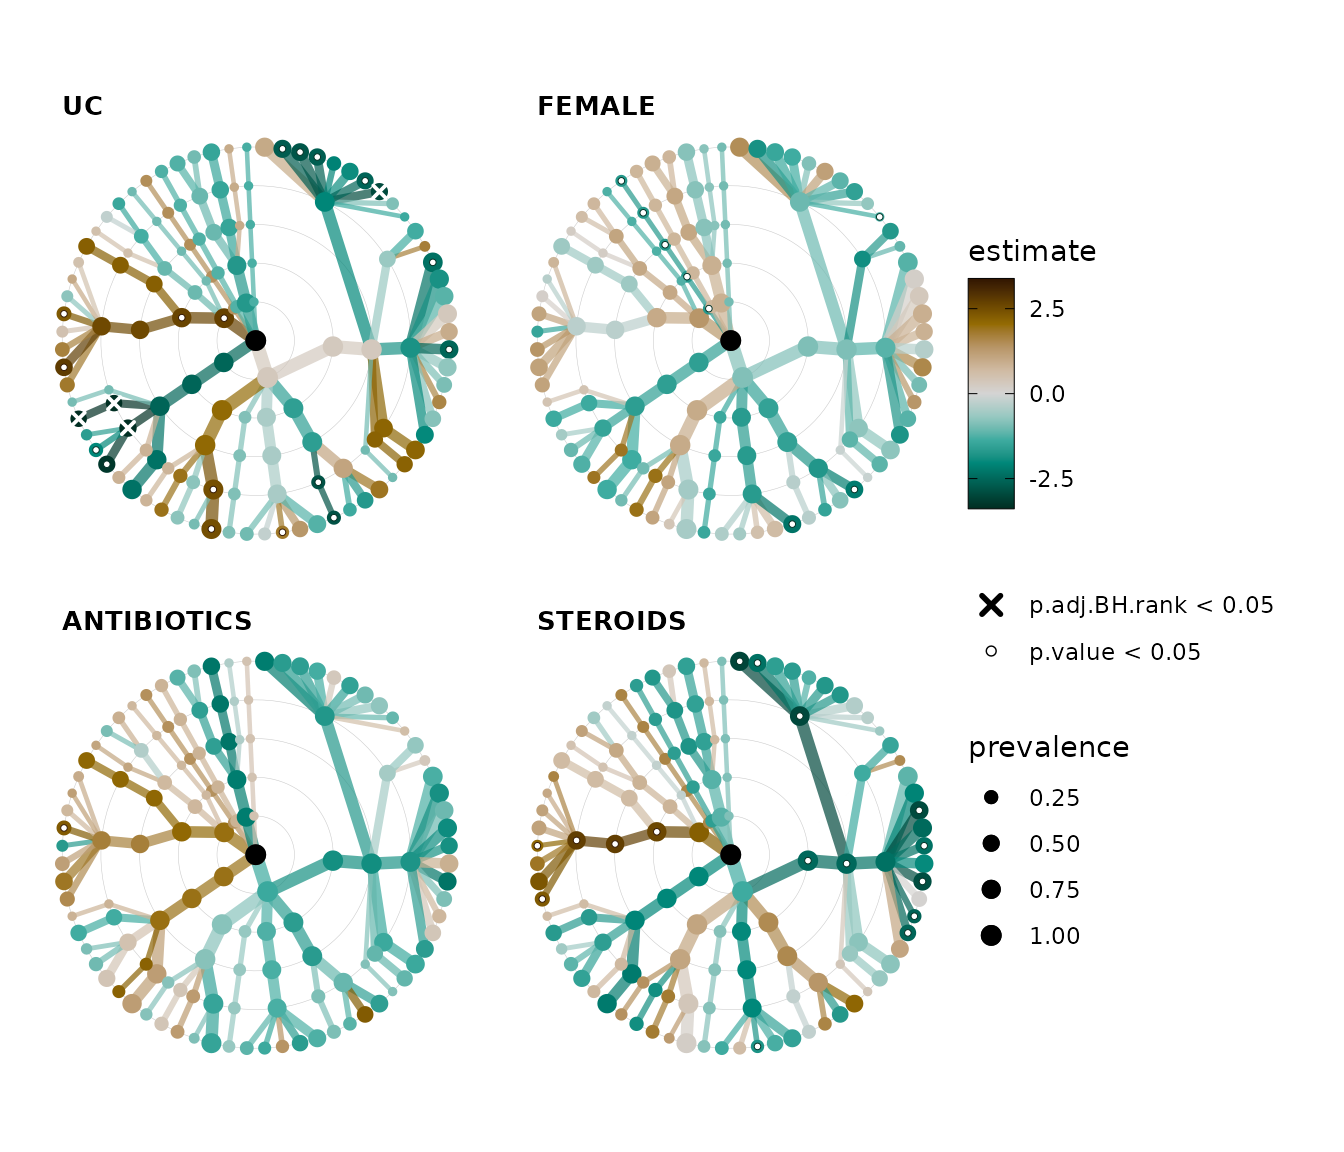 UC
FEMALE
estimate
2.5
0.0
-2.5
p.adj.BH.rank < 0.05
p.value < 0.05
ANTIBIOTICS
STEROIDS
prevalence
0.25
0.50
0.75
1.00